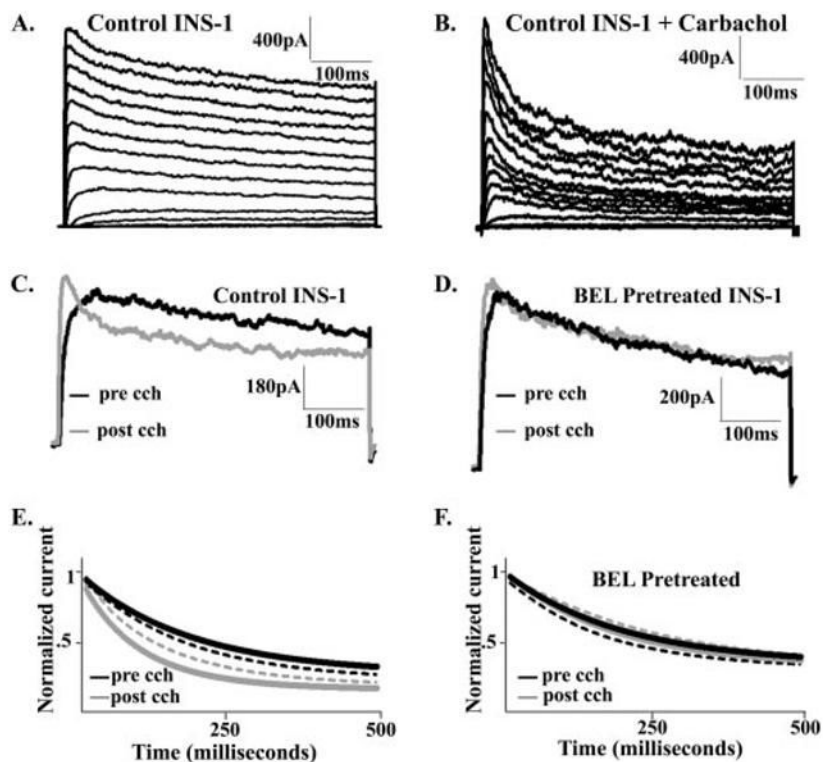 A.
Control INS-1
400pA
100ms
B.
Control INS-1 + Carbachol
400pA
100ms
C.
Control INS-1
180pA
100ms
pre cch
post cch
D.
BEL Pretreated INS-1
200pA
100ms
pre cch
post cch
E.
Normalized current
1
.5
pre cch
post cch
250
500
Time (milliseconds)
F.
BEL Pretreated
Normalized current
1
.5
pre cch
post cch
250
500
Time (milliseconds)